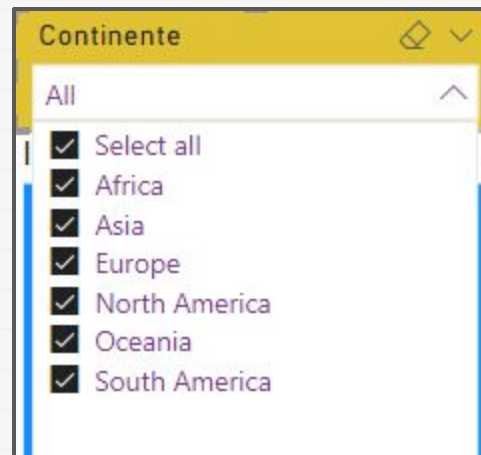 Continente
All
Select all
Africa
Asia
Europe
North America
Oceania
South America